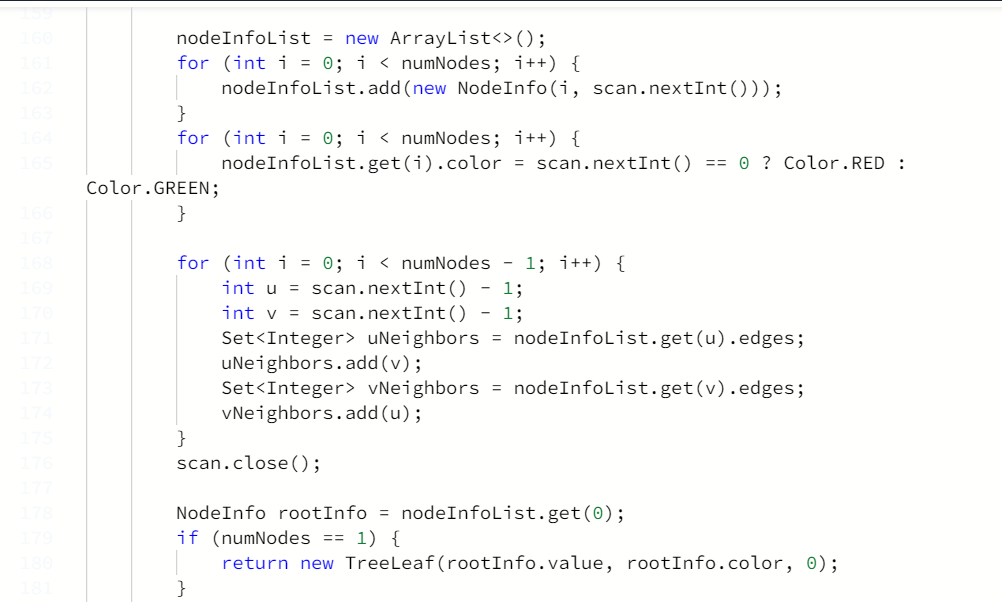 159
160 nodeInfoList = new ArrayList<>();
161 for (int i = 0; i < numNodes; i++) {
162 nodeInfoList.add(new NodeInfo(i, scan.nextInt()));
163 }
164 for (int i = 0; i < numNodes; i++) {
165 nodeInfoList.get(i).color = scan.nextInt() == 0 ? Color.RED :
Color.GREEN;
166 }
167
168 for (int i = 0; i < numNodes - 1; i++) {
169 int u = scan.nextInt() - 1;
170 int v = scan.nextInt() - 1;
171 Set<Integer> uNeighbors = nodeInfoList.get(u).edges;
172 uNeighbors.add(v);
173 Set<Integer> vNeighbors = nodeInfoList.get(v).edges;
174 vNeighbors.add(u);
175 }
176 scan.close();
177
178 NodeInfo rootInfo = nodeInfoList.get(0);
179 if (numNodes == 1) {
180 return new TreeLeaf(rootInfo.value, rootInfo.color, 0);
181 }